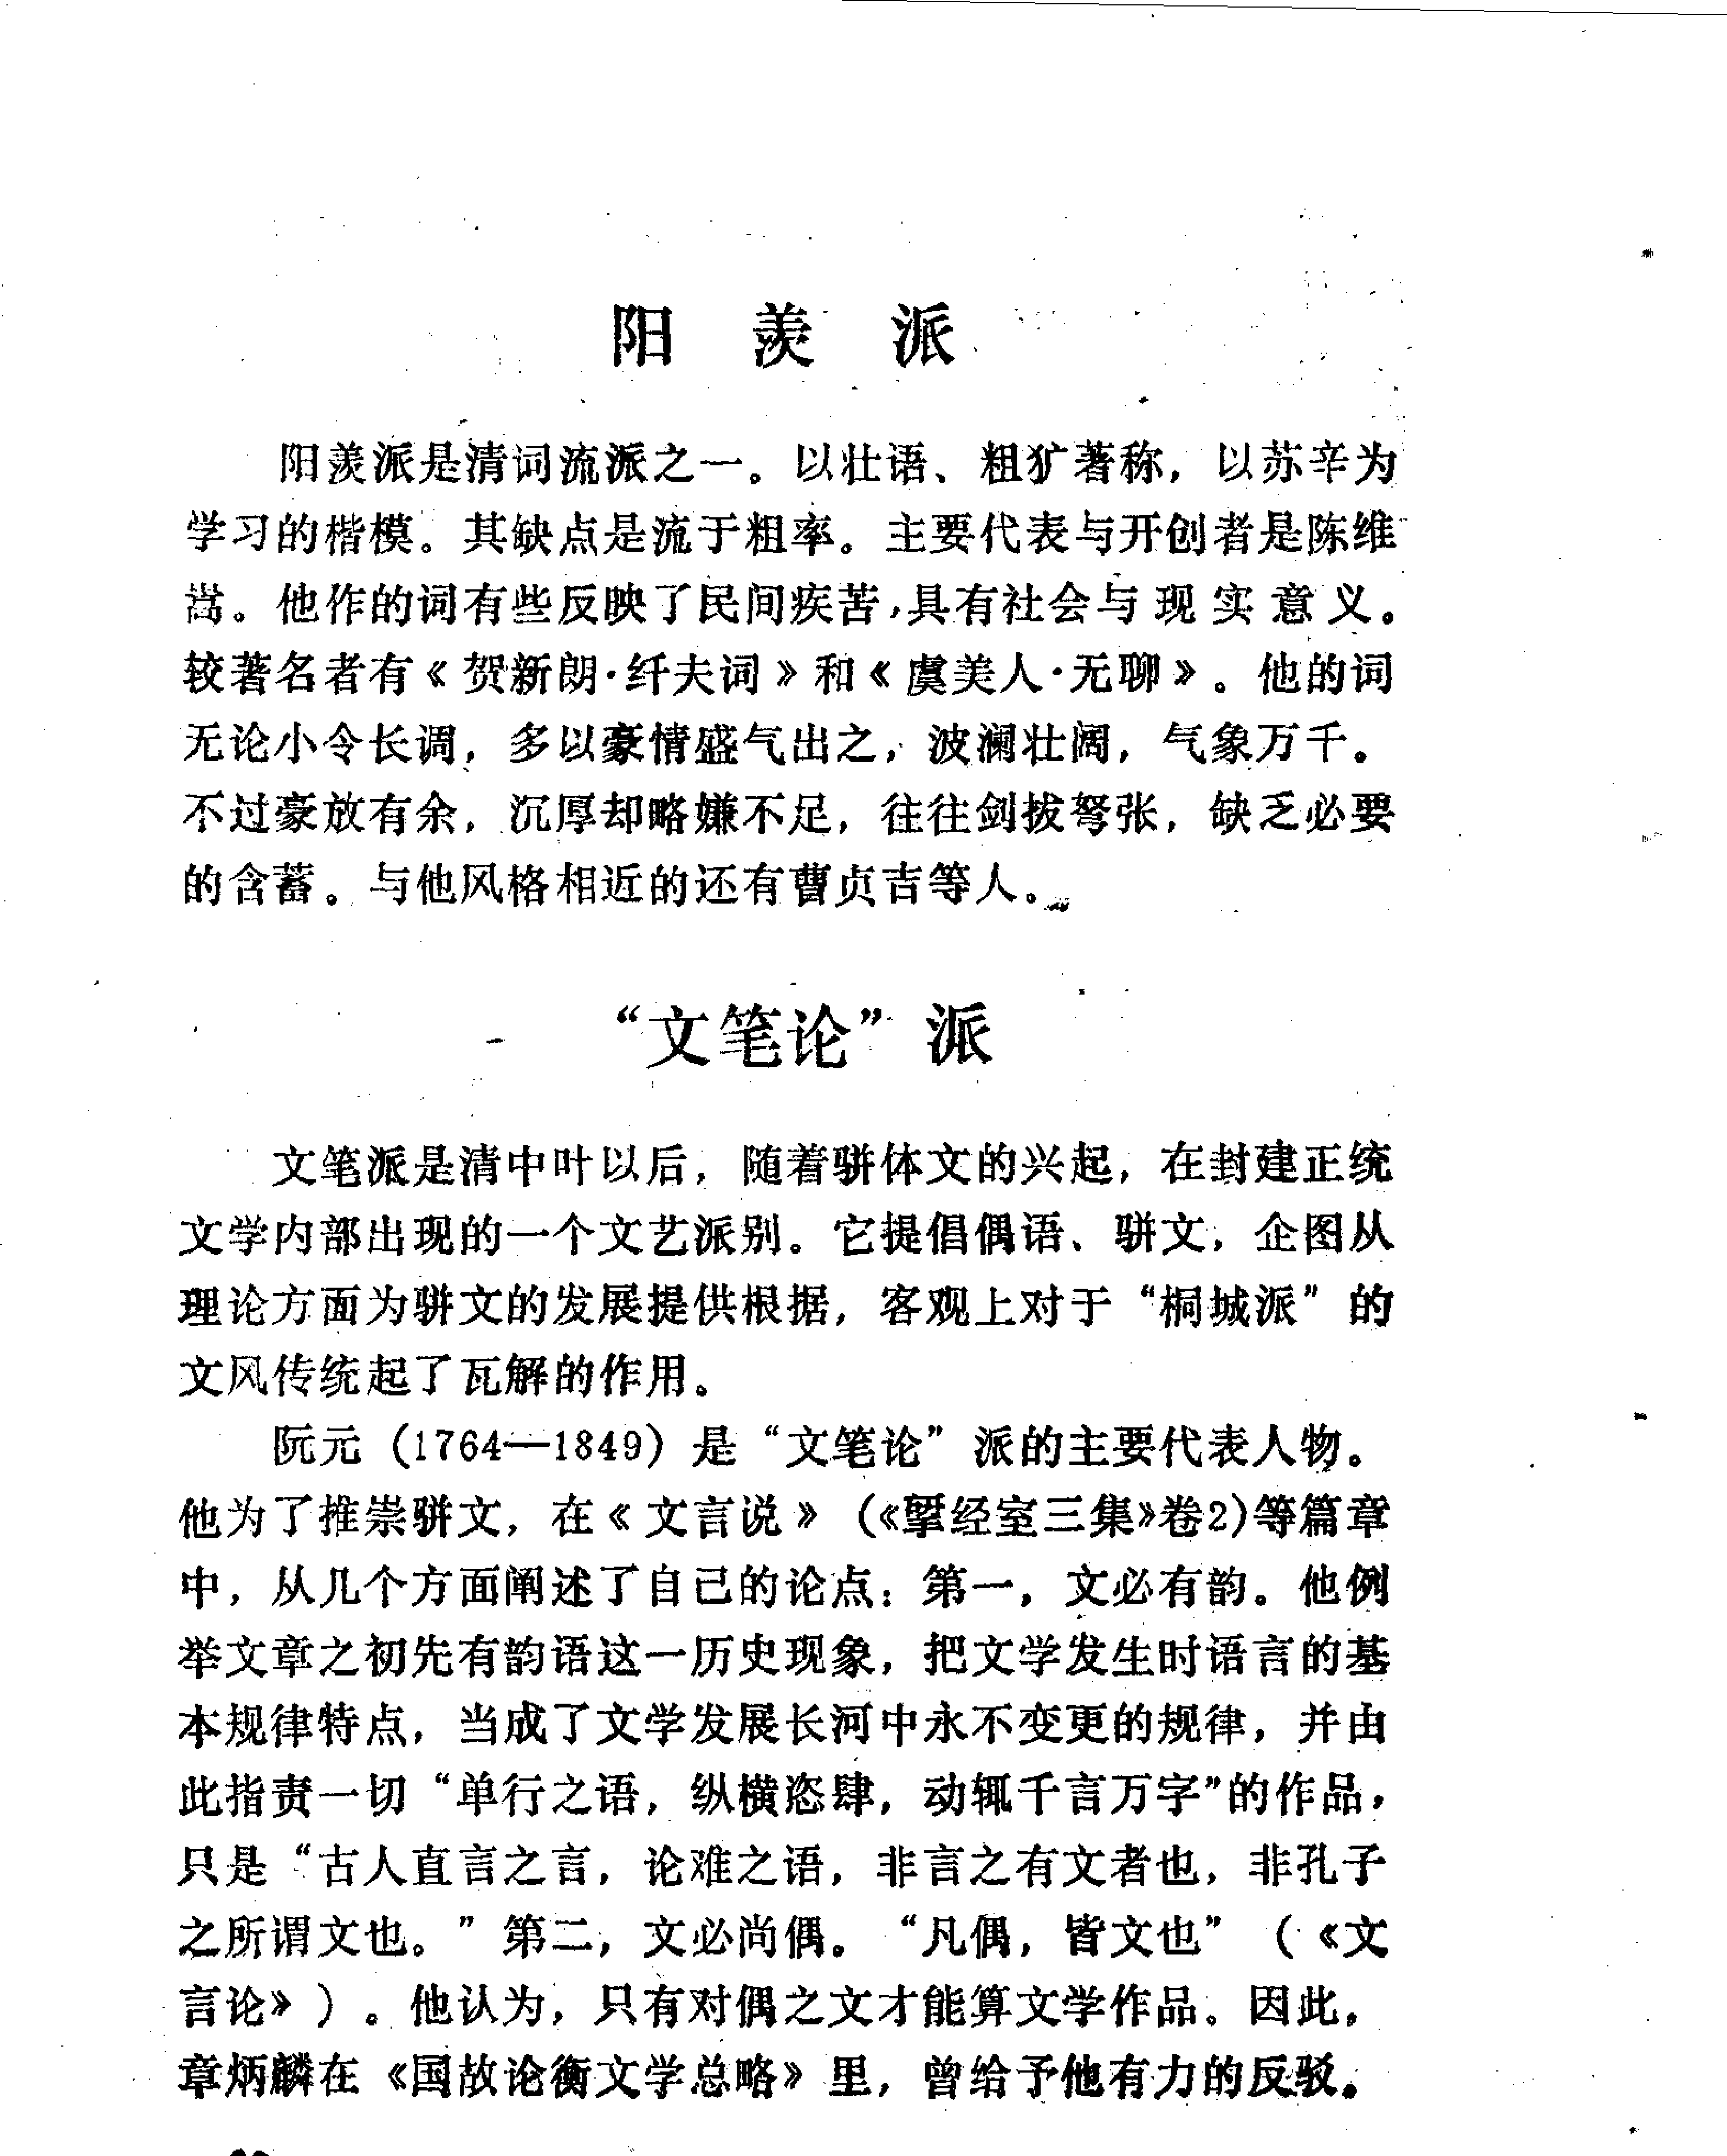 阳羡派
阳羡派是清词流派之一。以壮语、粗犷著称，以苏辛为
学习的楷模。其缺点是流于粗率。主要代表与开创者是陈维
嵩。他作的词有些反映了民间疾苦，具有社会与现实意义。
较著名者有《贺新朗·纤夫词》和《虞美人·无聊》。他的词
无论小令长调，多以豪情盛气出之，波澜壮阔，气象万千。
不过豪放有余，沉厚却略嫌不足，往往剑拔弩张，缺乏必要
的含蓄。与他风格相近的还有曹贞吉等人。
“文笔论”派
文笔派是清中叶以后，随着骈体文的兴起，在封建正统
文学内部出现的一个文艺派别。它提倡偶语、骈文，企图从
理论方面为骈文的发展提供根据，客观上对于“桐城派”的
文风传统起了瓦解的作用。
阮元（1764—1849）是“文笔论”派的主要代表人物。
他为了推崇骈文，在《文言说》（《揅经室三集》卷2）等篇章
中，从几个方面阐述了自己的论点：第一，文必有韵。他例
举文章之初先有韵语这一历史现象，把文学发生时语言的基
本规律特点，当成了文学发展长河中永不变更的规律，并由
此指责一切“单行之语，纵横恣肆，动辄千言万字”的作品，
只是“古人直言之言，论难之语，非言之有文者也，非孔子
之所谓文也。”第二，文必尚偶。“凡偶，皆文也”（《文
言论》）。他认为，只有对偶之文才能算文学作品。因此，
章炳麟在《国故论衡文学总略》里，曾给予他有力的反驳。